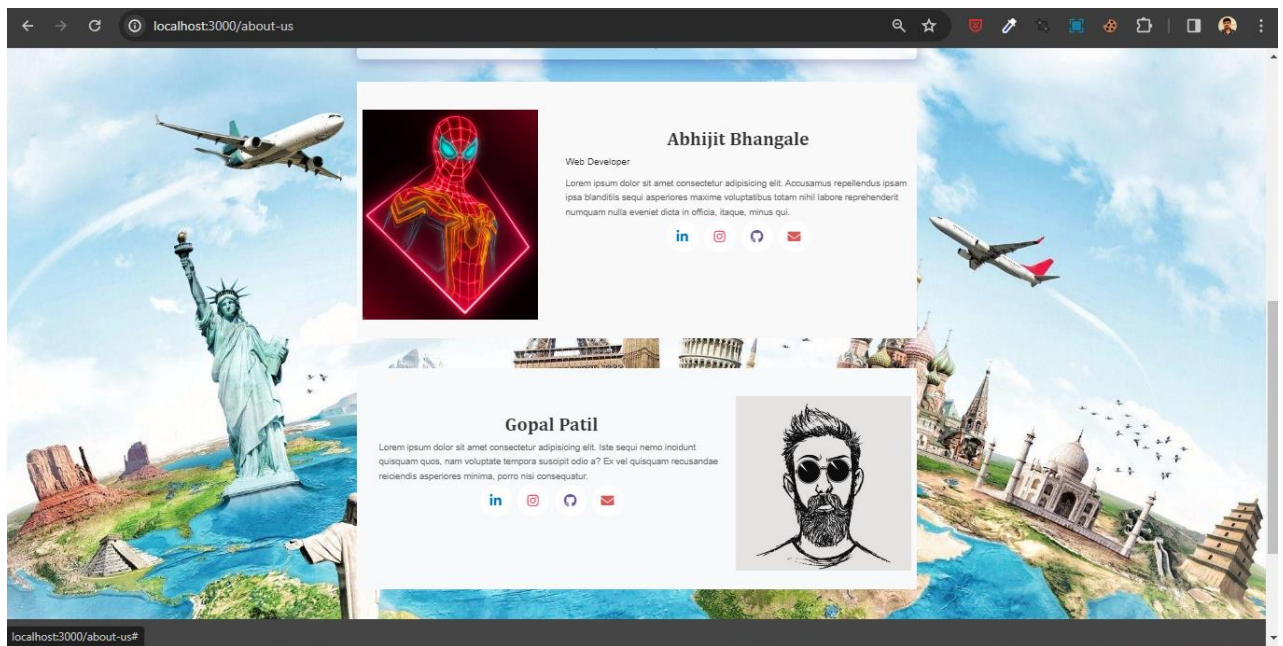 localhost:3000/about-us
Abhijit Bhangale
Web Developer
Lorem ipsum dolor sit amet consectetur adipisicing elit. Accusamus repellendus ipsam
ipsa blanditiis sequi asperiores maxime voluptatibus totam nihil labore reprehenderit
numquam nulla eveniet dicta in officia, itaque, minus qui.
in
Gopal Patil
Lorem ipsum dolor sit amet consectetur adipisicing elit. Iste sequi nemo incidunt
quisquam quos, nam voluptate tempora suscipit odio a? Ex vel quisquam recusandae
reiciendis asperiores minima, porro nisi consequatur.
in
localhost:3000/about-us#